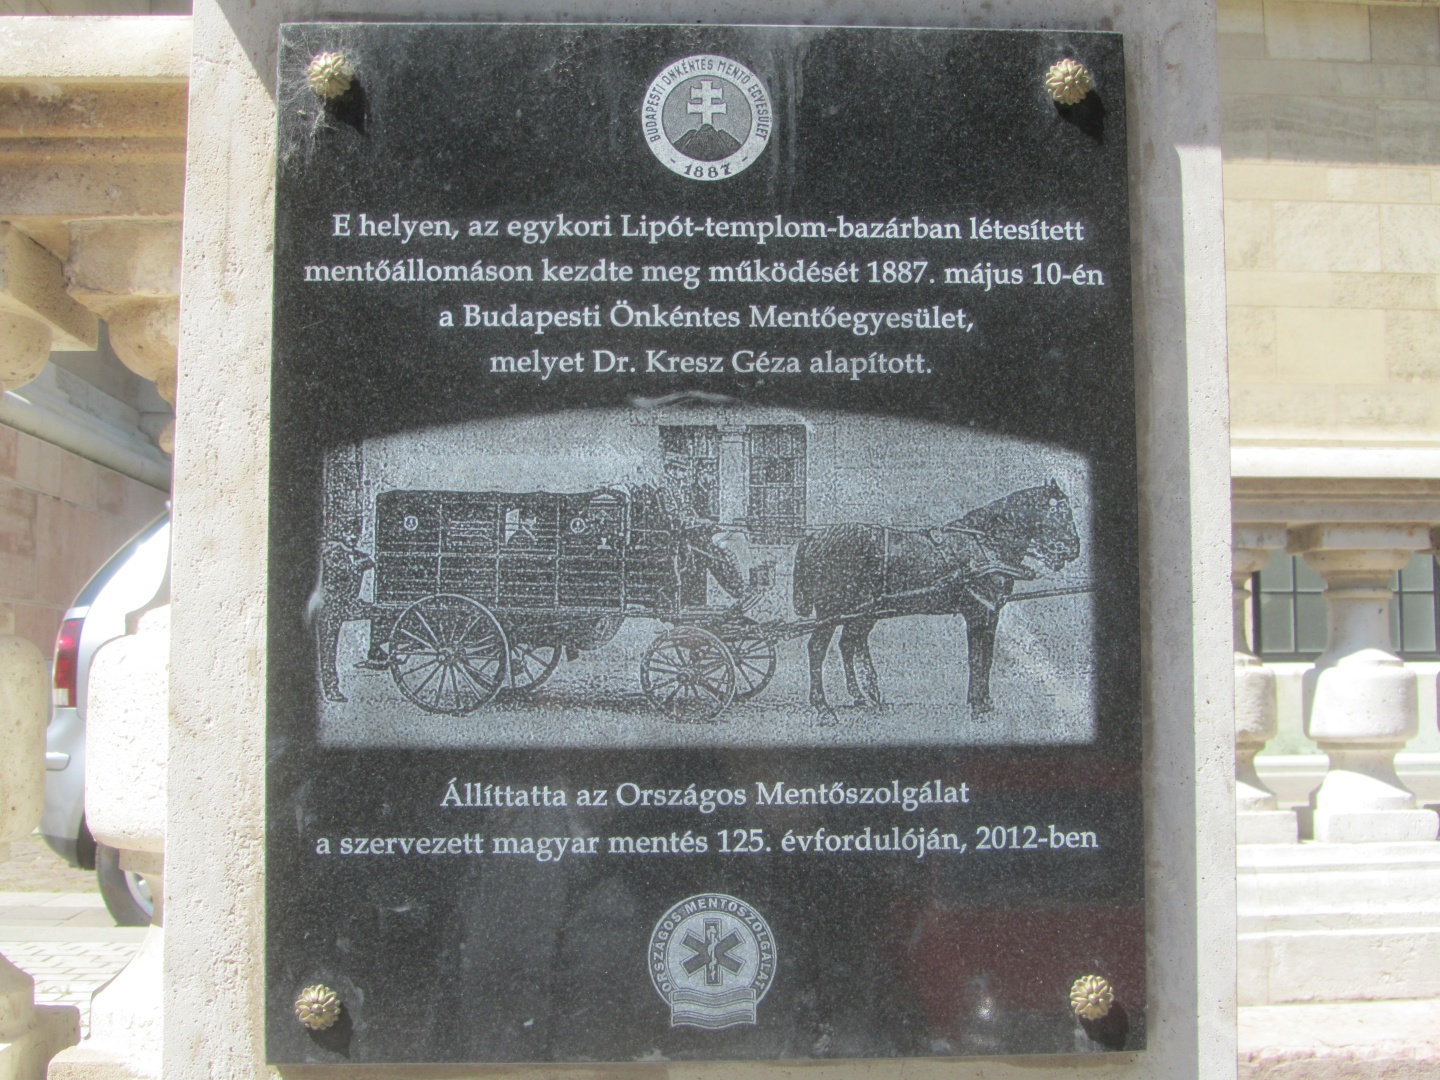 BUDAPESTI ÖNKÉNTES MENTŐ EGYESÜLET
- 1887 -
E helyen, az egykori Lipót-templom-bazárban létesített
mentőállomáson kezdte meg működését 1887. május 10-én
a Budapesti Önkéntes Mentőegyesület,
melyet Dr. Kresz Géza alapított.
Állíttatta az Országos Mentőszolgálat
a szervezett magyar mentés 125. évfordulóján, 2012-ben
ORSZÁGOS MENTŐSZOLGÁLAT